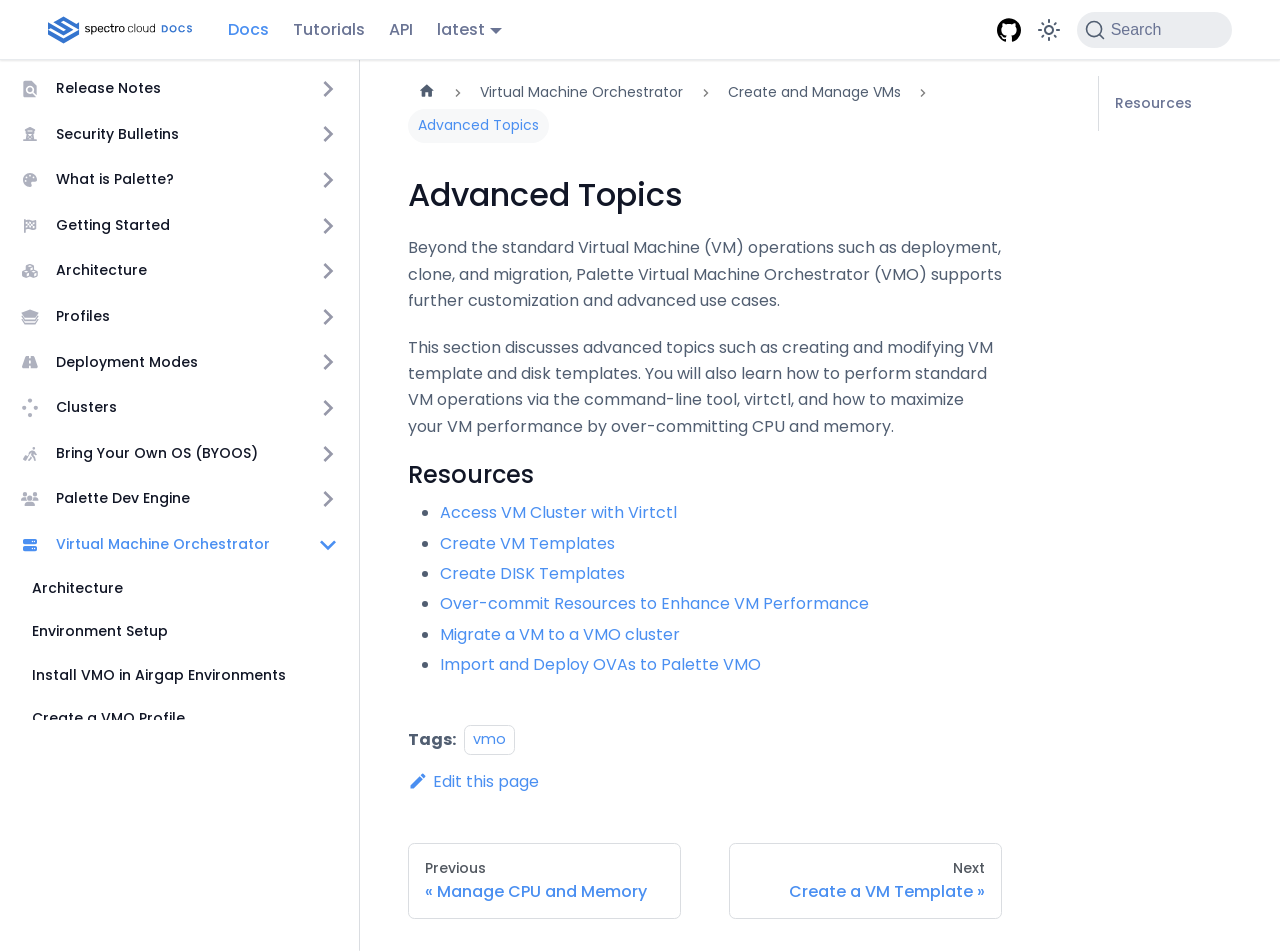 spectro cloud DOCS
Docs
Tutorials
API
latest
Search
Release Notes
Security Bulletins
What is Palette?
Getting Started
Architecture
Profiles
Deployment Modes
Clusters
Bring Your Own OS (BYOOS)
Palette Dev Engine
Virtual Machine Orchestrator
Architecture
Environment Setup
Install VMO in Airgap Environments
Create a VMO Profile
Virtual Machine Orchestrator
Create and Manage VMs
Advanced Topics
Advanced Topics
Beyond the standard Virtual Machine (VM) operations such as deployment,
clone, and migration, Palette Virtual Machine Orchestrator (VMO) supports
further customization and advanced use cases.
This section discusses advanced topics such as creating and modifying VM
template and disk templates. You will also learn how to perform standard
VM operations via the command-line tool, virtctl, and how to maximize
your VM performance by over-committing CPU and memory.
Resources
Access VM Cluster with Virtctl
Create VM Templates
Create DISK Templates
Over-commit Resources to Enhance VM Performance
Migrate a VM to a VMO cluster
Import and Deploy OVAs to Palette VMO
Tags: vmo
Edit this page
Previous
« Manage CPU and Memory
Next
Create a VM Template »
Resources